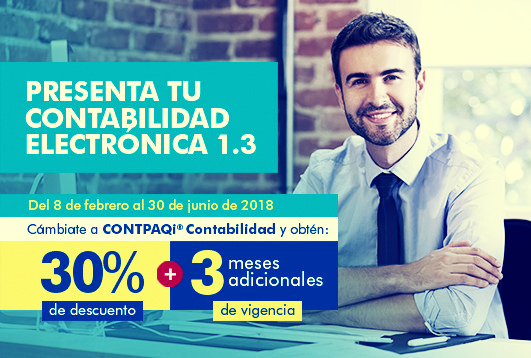 PRESENTA TU
CONTABILIDAD
ELECTRÓNICA 1.3
Del 8 de febrero al 30 de junio de 2018
Cámbiate a CONTPAQi® Contabilidad y obtén:
30% + 3 meses adicionales
de descuento de vigencia